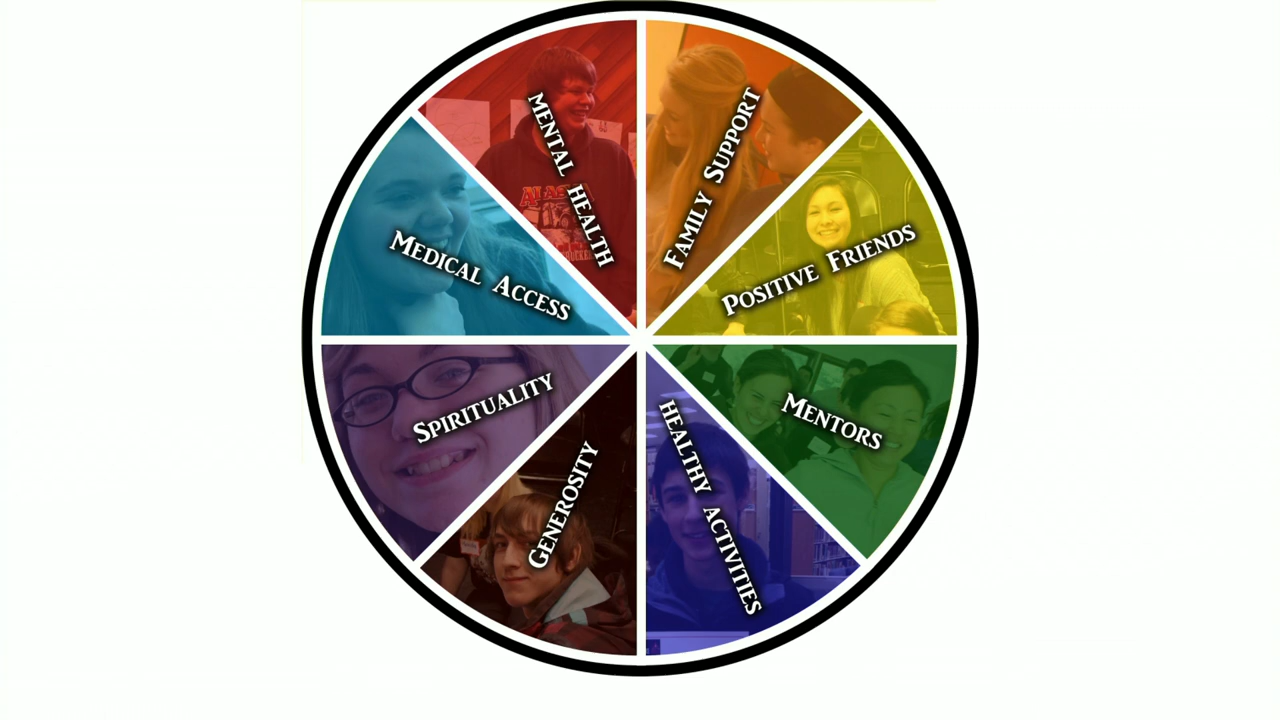 MENTAL HEALTH
FAMILY SUPPORT
POSITIVE FRIENDS
MENTORS
HEALTHY ACTIVITIES
GENEROSITY
SPIRITUALITY
MEDICAL ACCESS